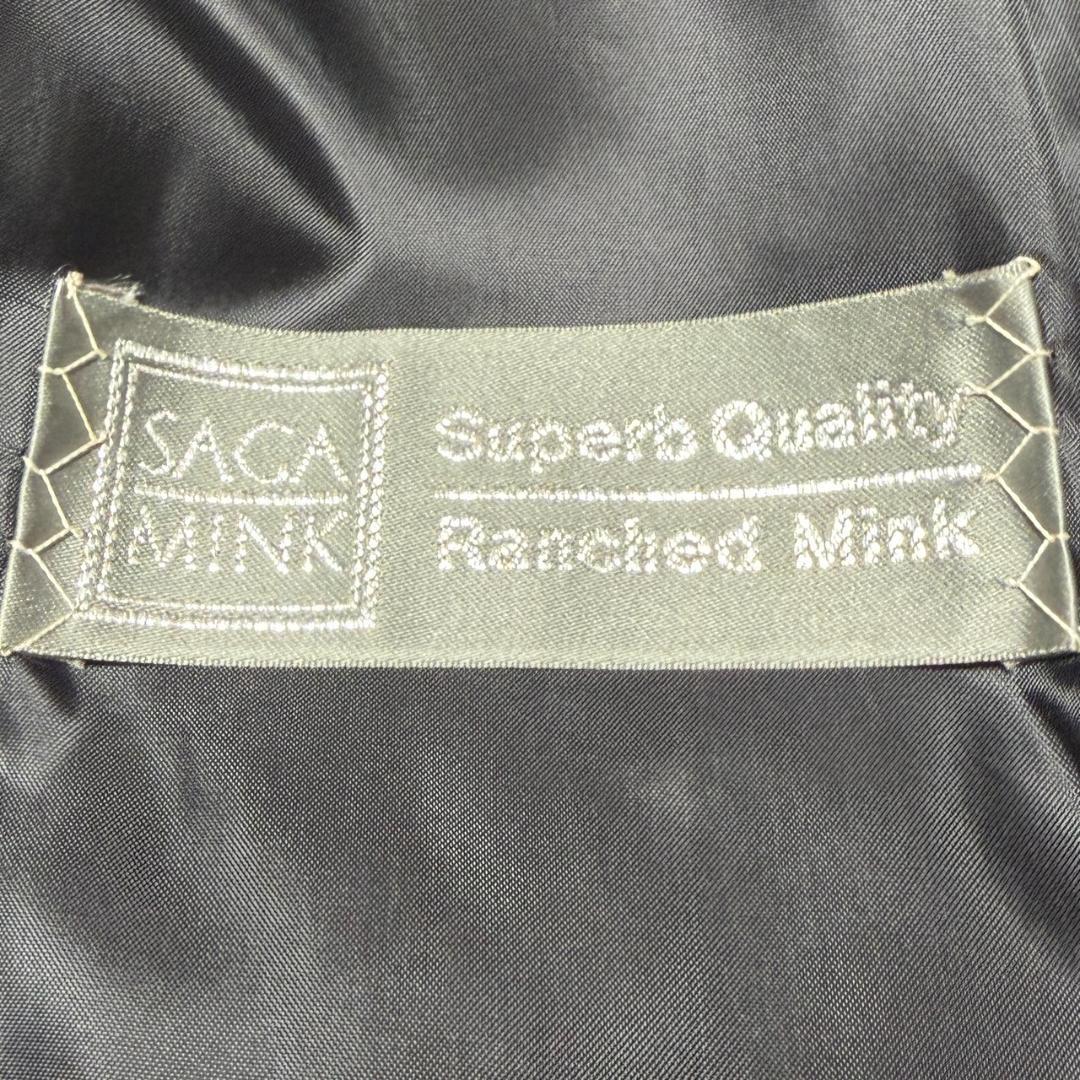 SAGA
MINK
Superb Quality
Ranched Mink